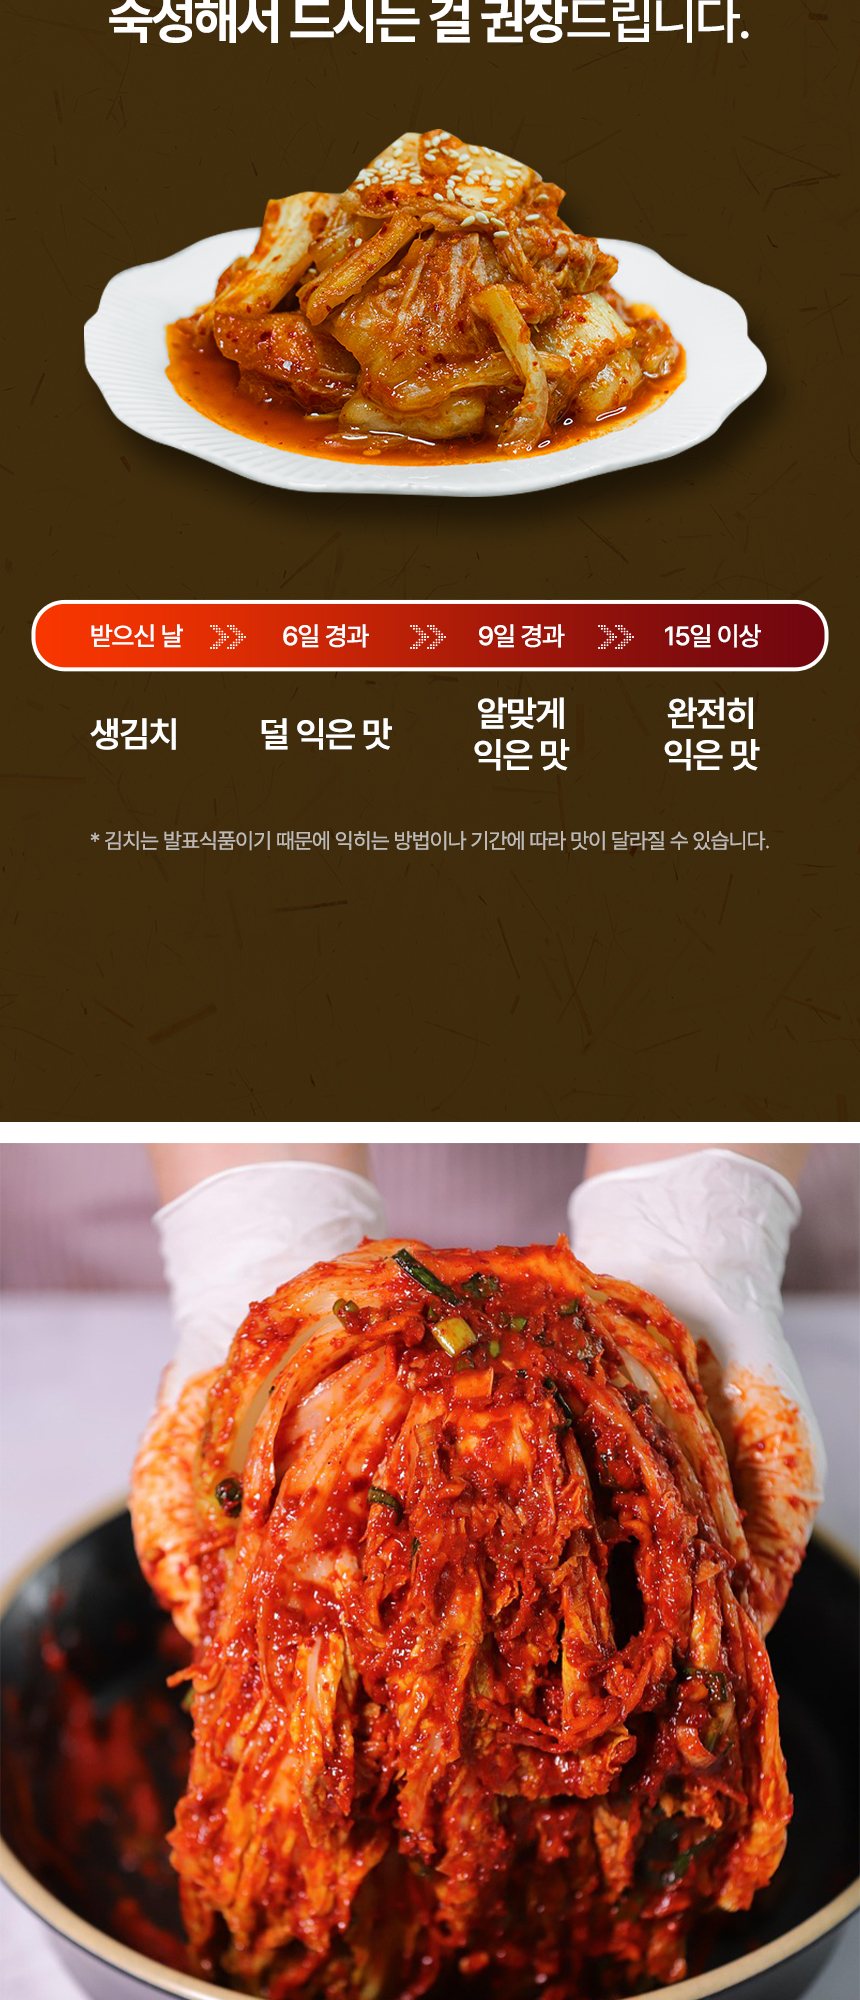 숙성해서 드시는 걸 권장드립니다.
받으신 날
6일 경과
9일 경과
15일 이상
생김치
덜 익은 맛
알맞게
익은 맛
완전히
익은 맛
* 김치는 발표식품이기 때문에 익히는 방법이나 기간에 따라 맛이 달라질 수 있습니다.